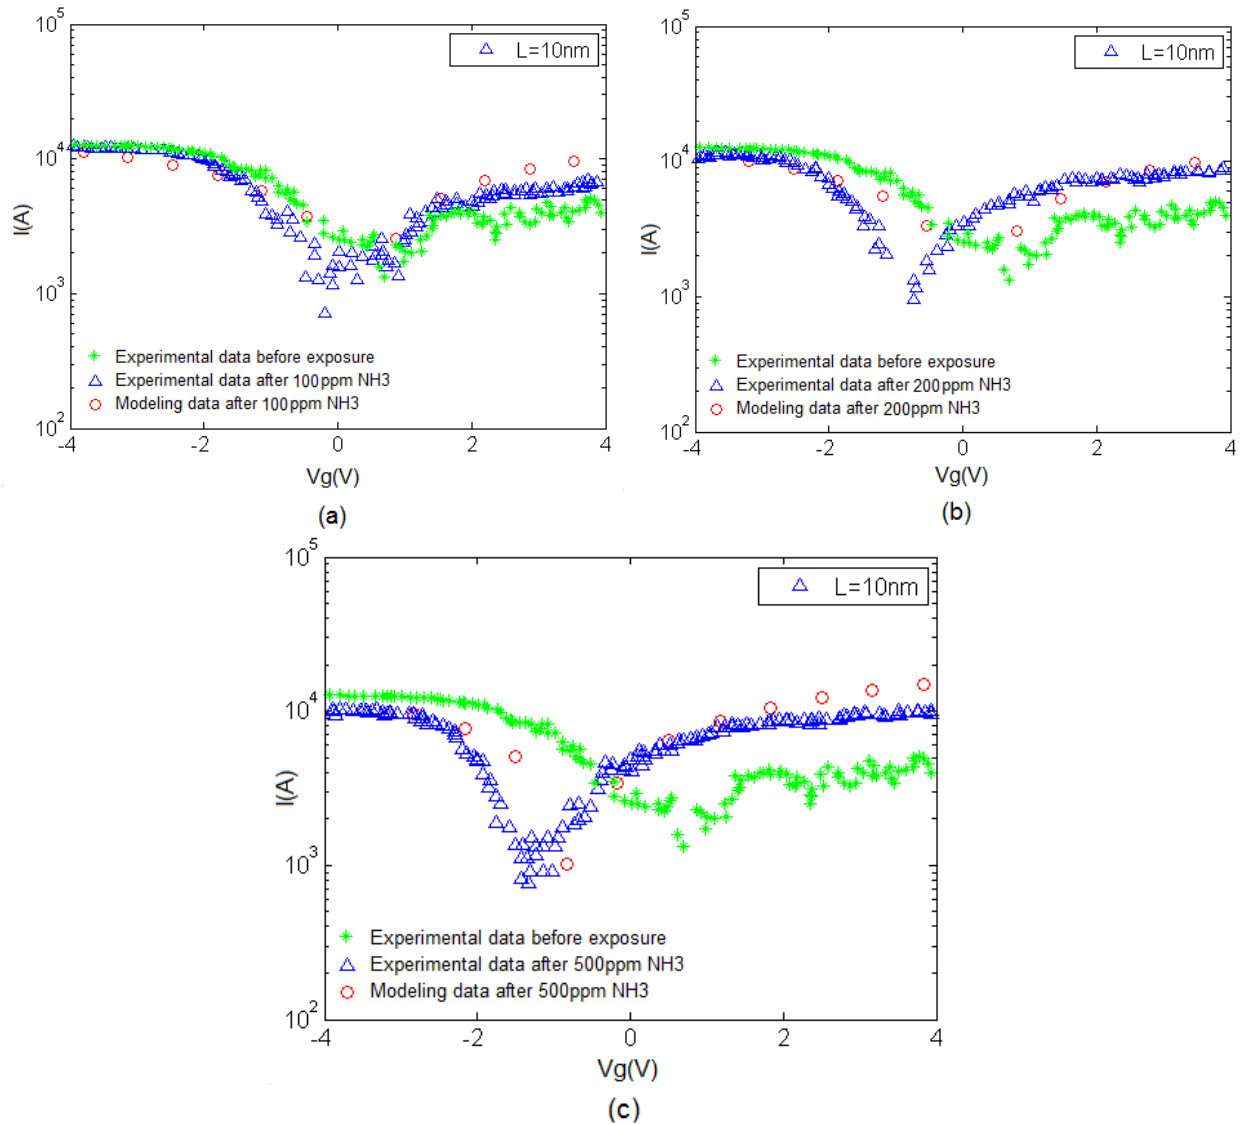 10^5
L=10nm
10^4
I(A)
10^3
Experimental data before exposure
Experimental data after 100ppm NH3
Modeling data after 100ppm NH3
10^2
-4 -2 0 2 4
Vg(V)
(a)
10^5
L=10nm
10^4
I(A)
10^3
Experimental data before exposure
Experimental data after 200ppm NH3
Modeling data after 200ppm NH3
10^2
-4 -2 0 2 4
Vg(V)
(b)
10^5
L=10nm
10^4
I(A)
10^3
Experimental data before exposure
Experimental data after 500ppm NH3
Modeling data after 500ppm NH3
10^2
-4 -2 0 2 4
Vg(V)
(c)